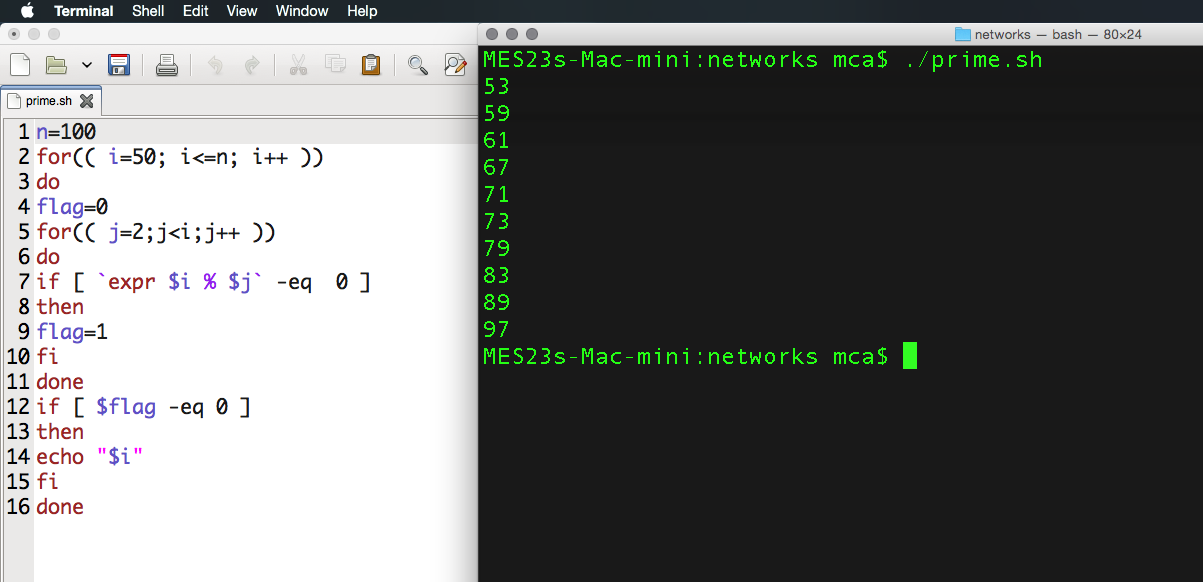 Terminal Shell Edit View Window Help
prime.sh
1 n=100
2 for(( i=50; i<=n; i++ ))
3 do
4 flag=0
5 for(( j=2;j<i;j++ ))
6 do
7 if [ `expr $i % $j` -eq  0 ]
8 then
9 flag=1
10 fi
11 done
12 if [ $flag -eq 0 ]
13 then
14 echo "$i"
15 fi
16 done
networks — bash — 80×24
MES23s-Mac-mini:networks mca$ ./prime.sh
53
59
61
67
71
73
79
83
89
97
MES23s-Mac-mini:networks mca$